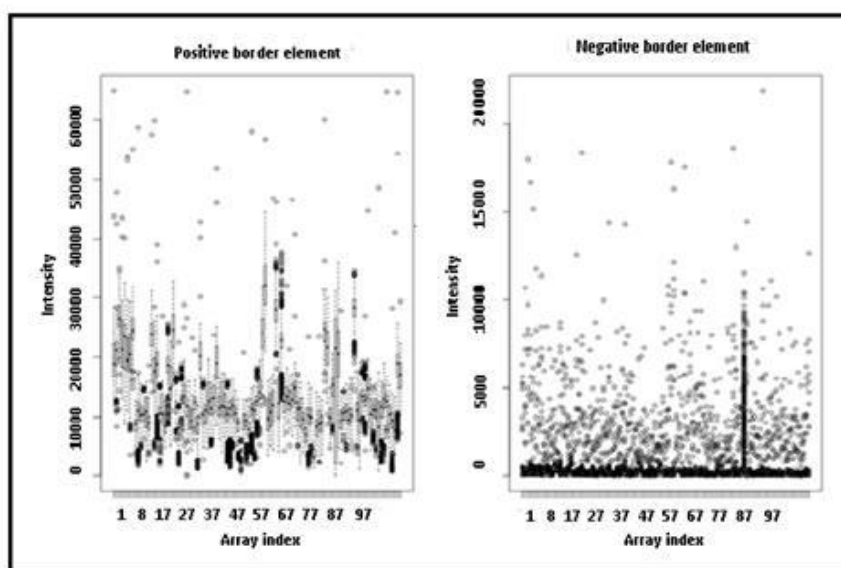 Positive border element
Intensity
60000
50000
40000
30000
20000
10000
0
1 8 17 27 37 47 57 67 77 87 97
Array index
Negative border element
Intensity
20000
15000
10000
5000
0
1 8 17 27 37 47 57 67 77 87 97
Array index